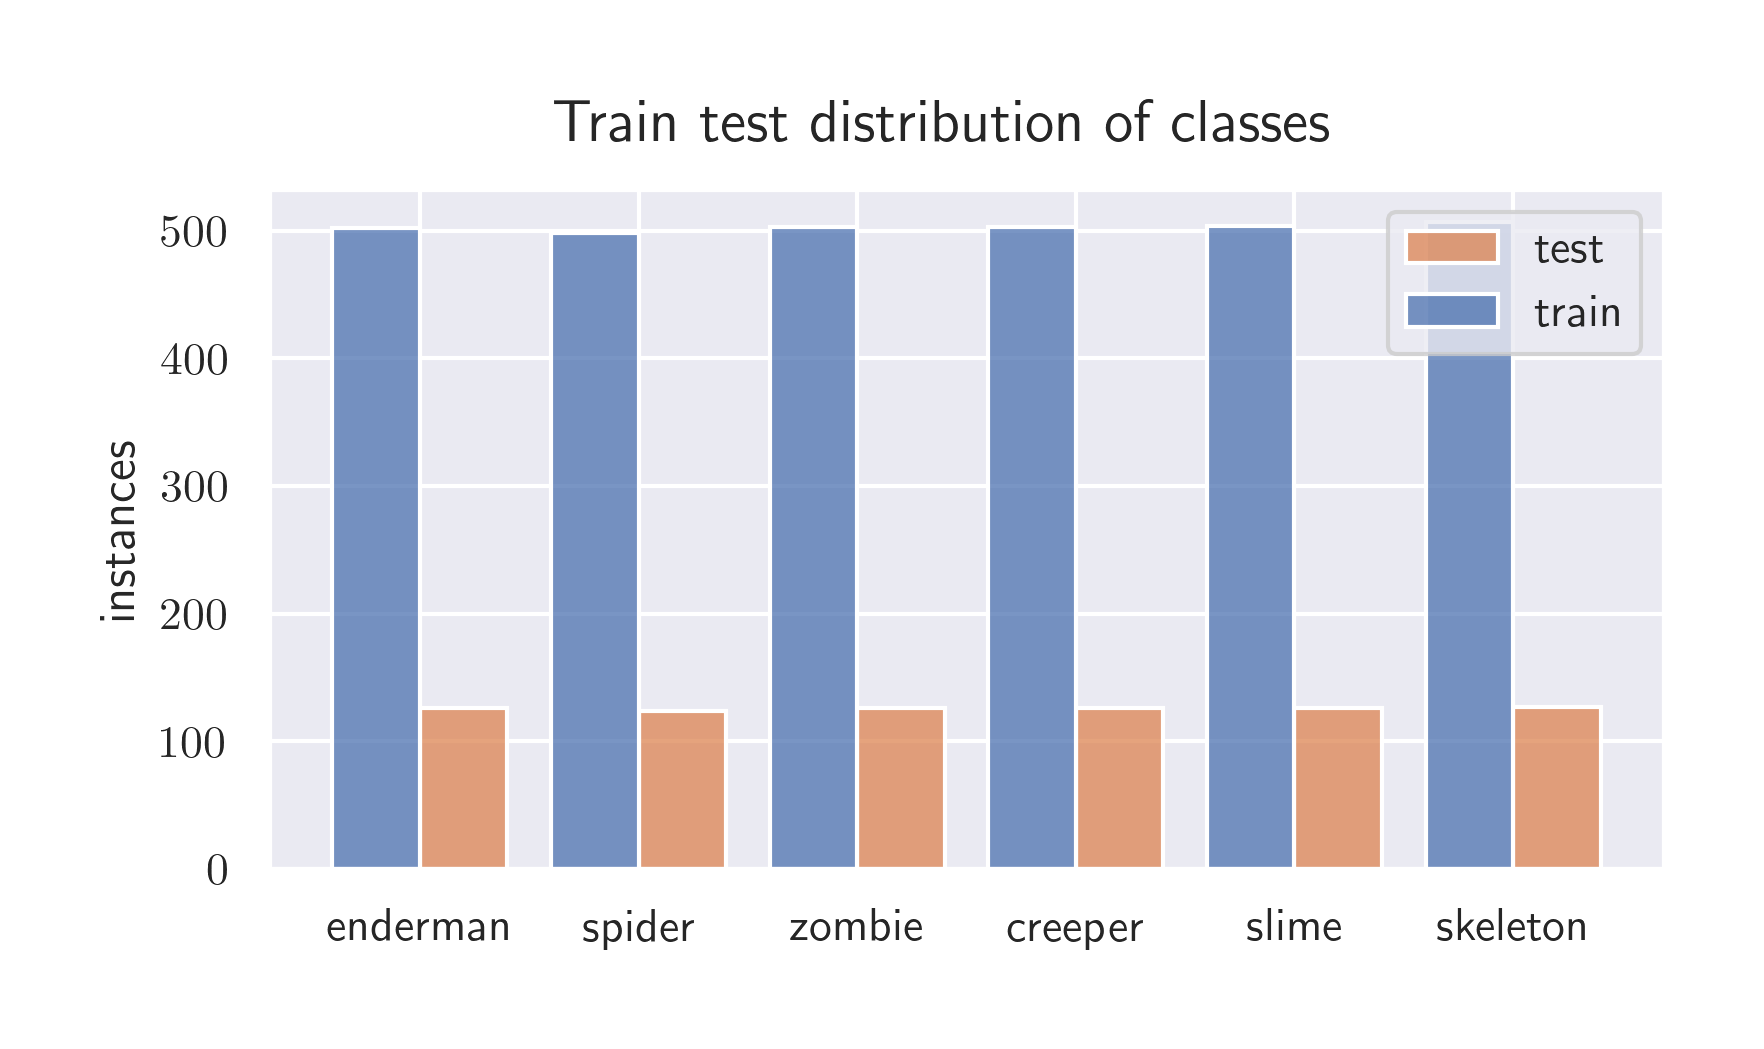 Train test distribution of classes
500
400
300
200
100
0
instances
test
train
enderman spider zombie creeper slime skeleton